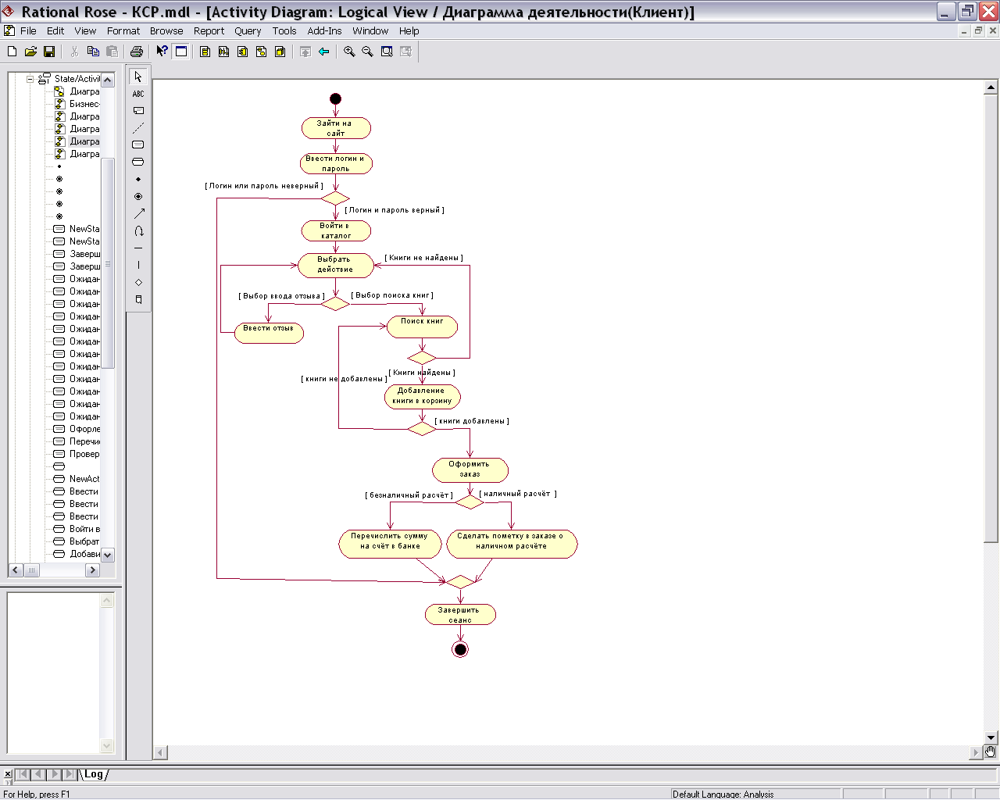 Rational Rose - KCP.mdl - [Activity Diagram: Logical View / Диаграмма деятельности(Клиент)]
File Edit View Format Browse Report Query Tools Add-Ins Window Help
State/Activi
Диагра
Бизнес-
Диагра
Диагра
Диагра
Диагра
NewSta
NewSta
Заверш
Заверш
Ожидан
Ожидан
Ожидан
Ожидан
Ожидан
Ожидан
Ожидан
Ожидан
Ожидан
Ожидан
Ожидан
Ожидан
Оформле
Перечис
Провер
NewAct
Ввести
Ввести
Ввести
Войти в
Выбрат
Добави
ABC
Зайти на
сайт
Ввести логин и
пароль
[ Логин или пароль неверный ]
[ Логин и пароль верный ]
Войти в
каталог
Выбрать
действие
[ Книги не найдены ]
[ Выбор ввода отзыва ]
[ Выбор поиска книг ]
Ввести отзыв
Поиск книг
[ Книги найдены ]
[ книги не добавлены ]
Добавление
книги в корзину
[ книги добавлены ]
Оформить
заказ
[ безналичный расчёт ]
[ наличный расчёт ]
Перечислить сумму
на счёт в банке
Сделать пометку в заказе о
наличном расчёте
Завершить
сеанс
Log
For Help, press F1
Default Language: Analysis